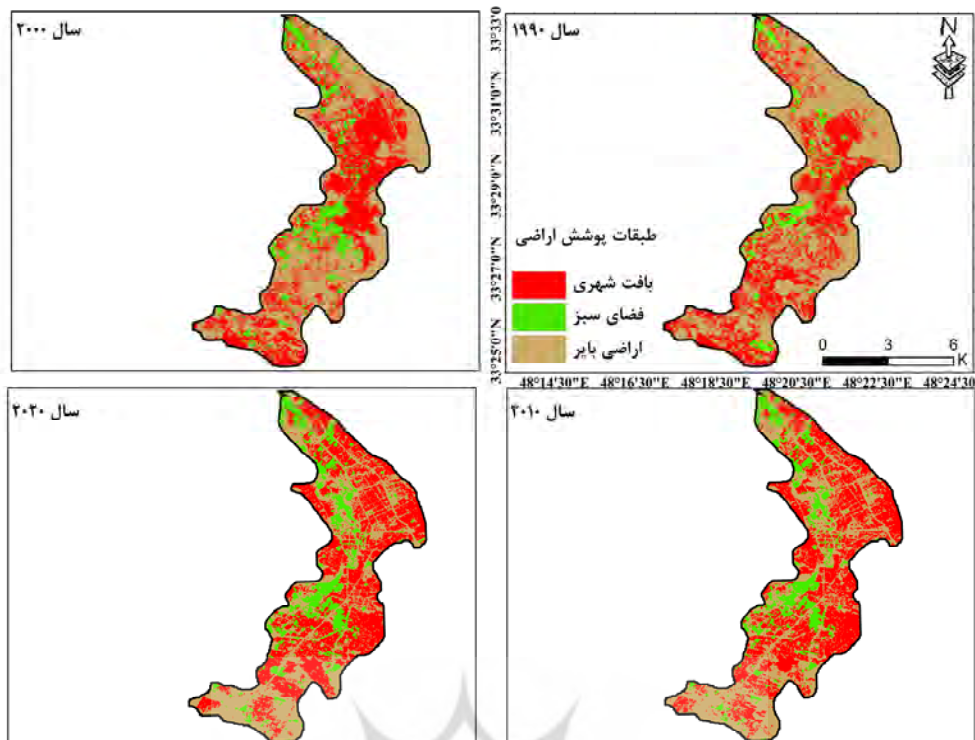 سال ۱۹۹۰
N
33°33'0
33°31'0"N
33°29'0"N
33°27'0"N
33°25'0"N
طبقات پوشش اراضی
بافت شهری
فضای سبز
اراضی بایر
0 3 6
K
48°14'30"E 48°16'30"E 48°18'30"E 48°20'30"E 48°22'30"E 48°24'30
سال ۲۰۰۰
سال ۲۰۱۰
سال ۲۰۲۰